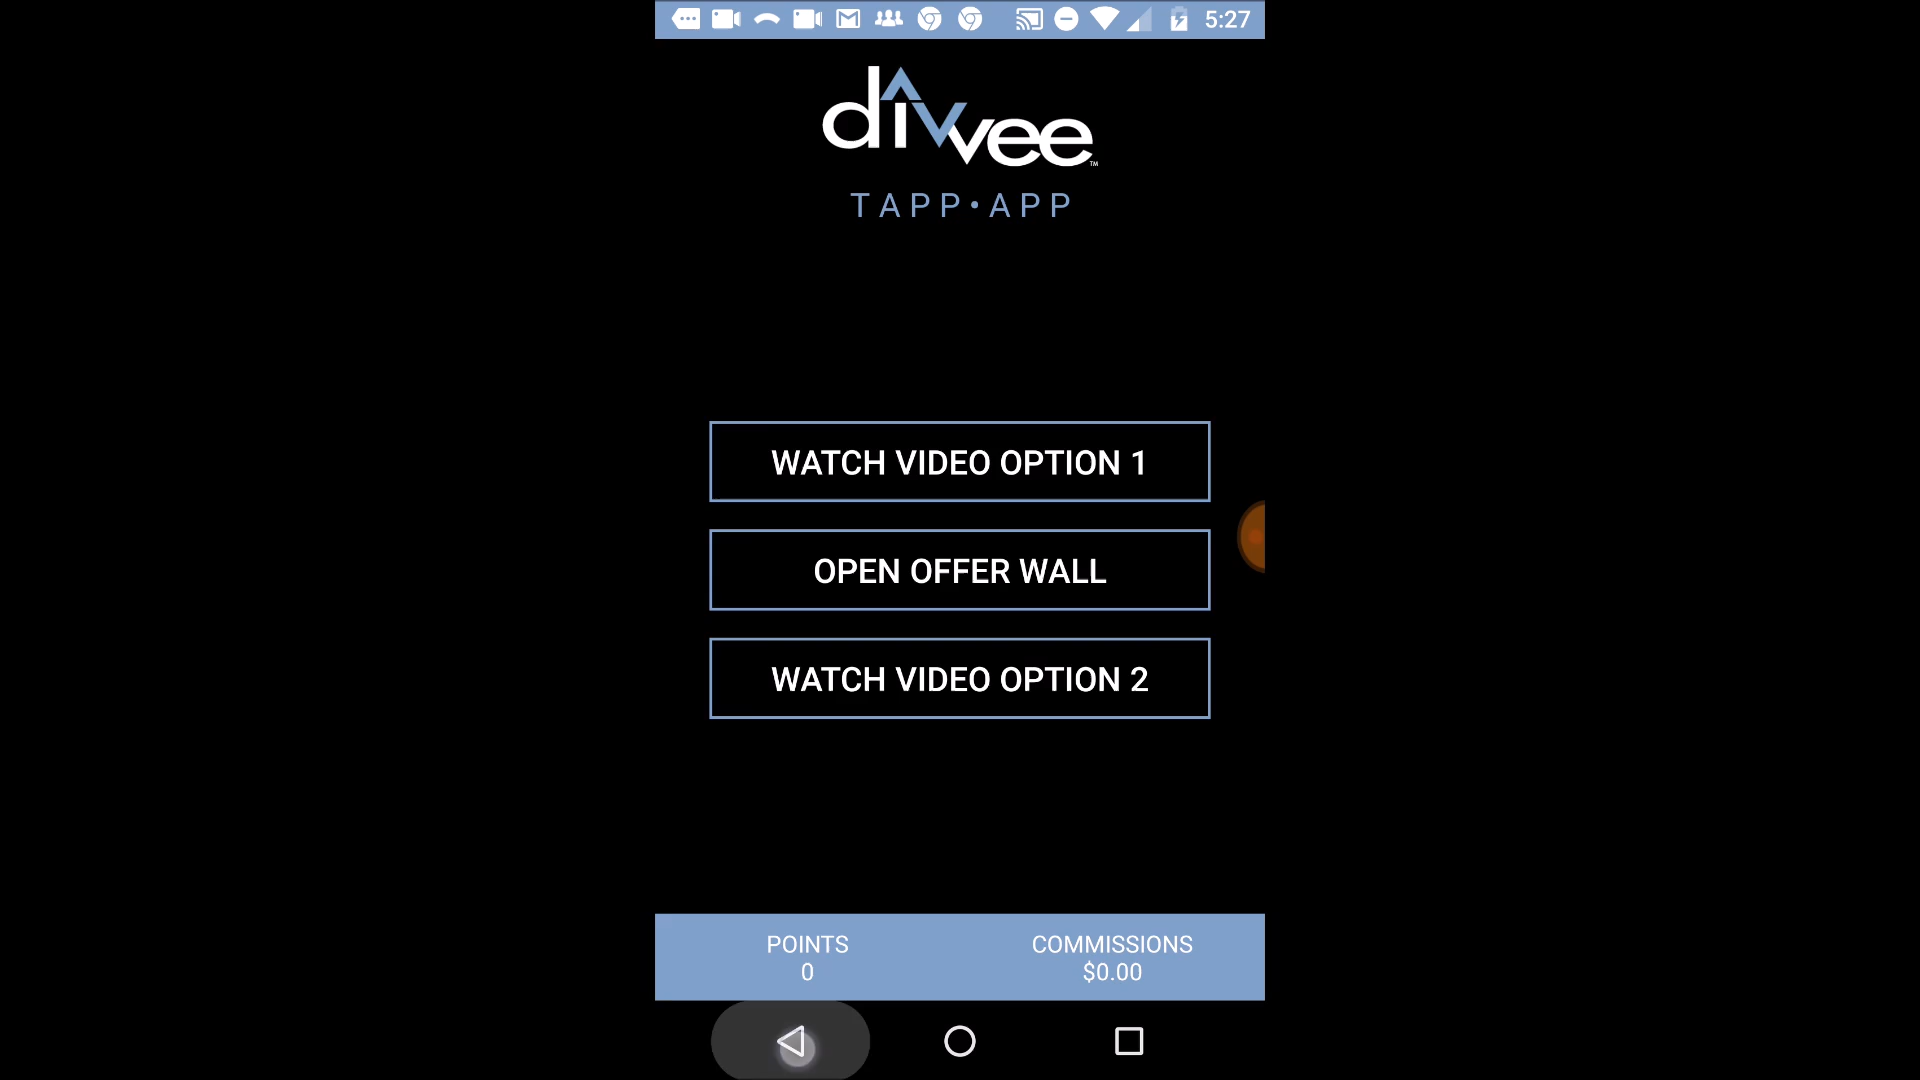 5:27
divvee™
TAPP•APP
WATCH VIDEO OPTION 1
OPEN OFFER WALL
WATCH VIDEO OPTION 2
POINTS COMMISSIONS
0 $0.00